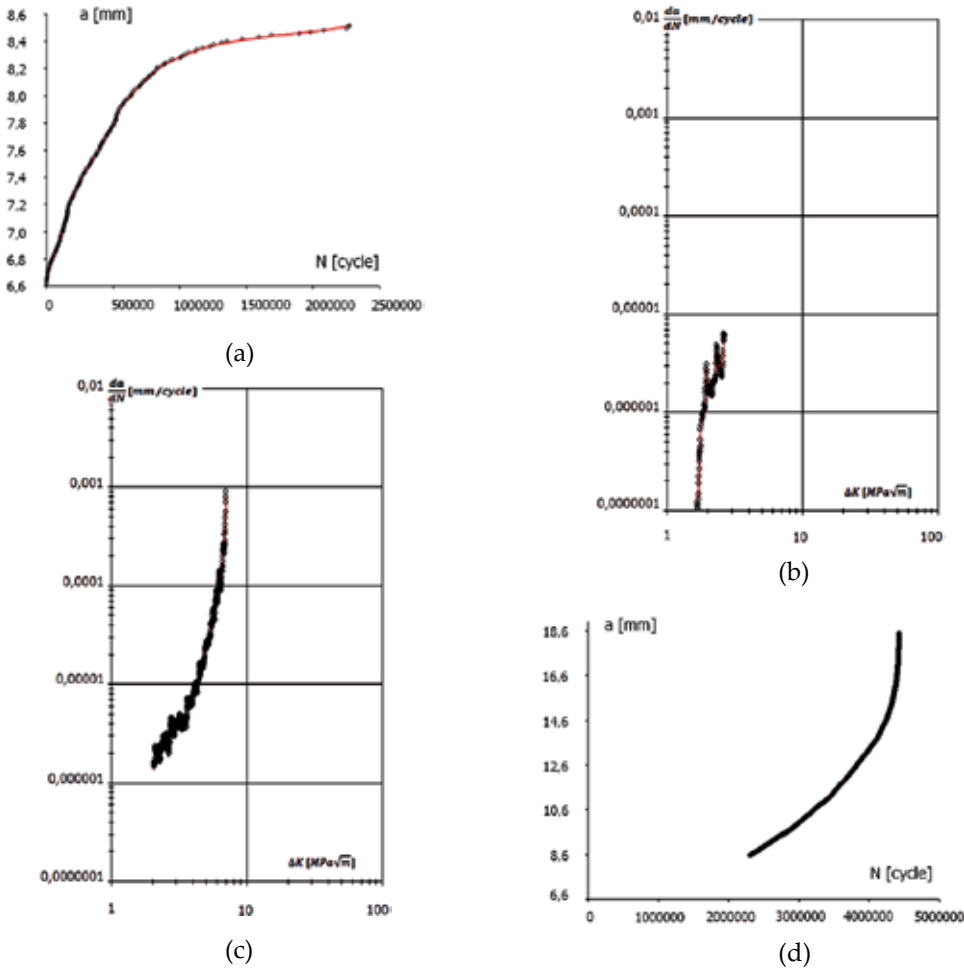 a [mm]
8,6
8,4
8,2
8,0
7,8
7,6
7,4
7,2
7,0
6,8
6,6
N [cycle]
0 500000 1000000 1500000 2000000 2500000
(a)
0,01 da/dN [mm/cycle]
0,001
0,0001
0,00001
0,000001
0,0000001
ΔK [MPa√m]
1 10 100
(b)
0,01 da/dN [mm/cycle]
0,001
0,0001
0,00001
0,000001
0,0000001
ΔK [MPa√m]
1 10 100
(c)
a [mm]
18,6
16,6
14,6
12,6
10,6
8,6
6,6
N [cycle]
0 1000000 2000000 3000000 4000000 5000000
(d)